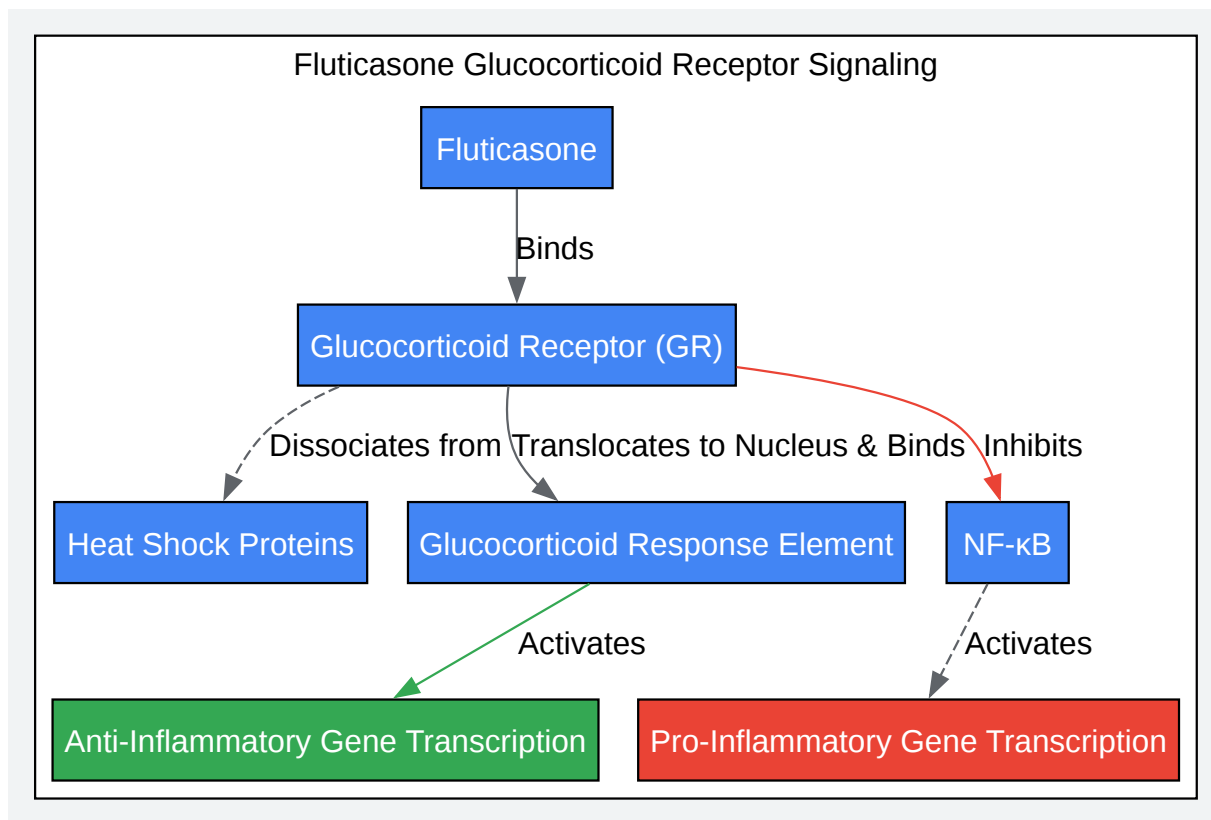 Fluticasone Glucocorticoid Receptor Signaling
Fluticasone
Binds
Glucocorticoid Receptor (GR)
Dissociates from
Translocates to Nucleus & Binds
Inhibits
Heat Shock Proteins
Glucocorticoid Response Element
NF-κB
Activates
Activates
Anti-Inflammatory Gene Transcription
Pro-Inflammatory Gene Transcription